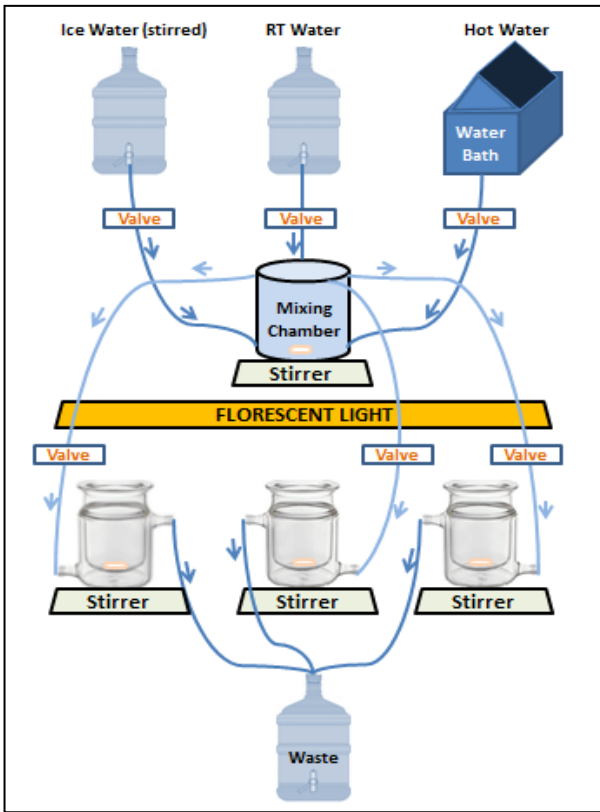 Ice Water (stirred)
RT Water
Hot Water
Water
Bath
Valve
Valve
Valve
Mixing
Chamber
Stirrer
FLORESCENT LIGHT
Valve
Valve
Valve
Stirrer
Stirrer
Stirrer
Waste